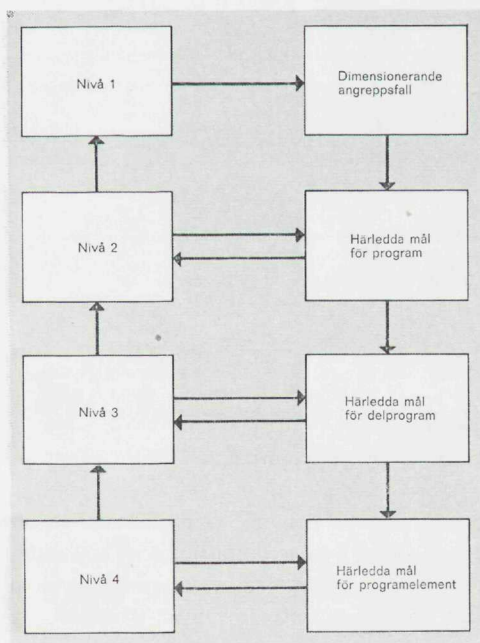 Nivå 1
Dimensionerande
angreppsfall
Nivå 2
Härledda mål
för program
Nivå 3
Härledda mål
för delprogram
Nivå 4
Härledda mål
för programelement